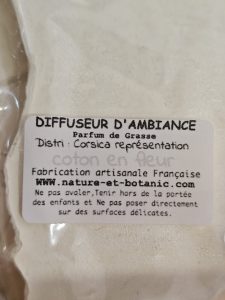 DIFFUSEUR D'AMBIANCE
Parfum de Grasse
Distri : Corsica représentation
coton en fleur
Fabrication artisanale Française
WWW.nature-et-botanic.com
Ne pas avaler,Tenir hors de la portée
des enfants et Ne pas poser directement
sur des surfaces délicates.